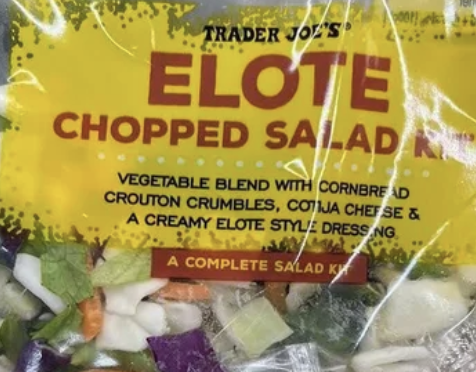 TRADER JOE'S®
ELOTE
CHOPPED SALAD KIT
VEGETABLE BLEND WITH CORNBREAD
CROUTON CRUMBLES, COTIJA CHEESE &
A CREAMY ELOTE STYLE DRESSING
A COMPLETE SALAD KIT